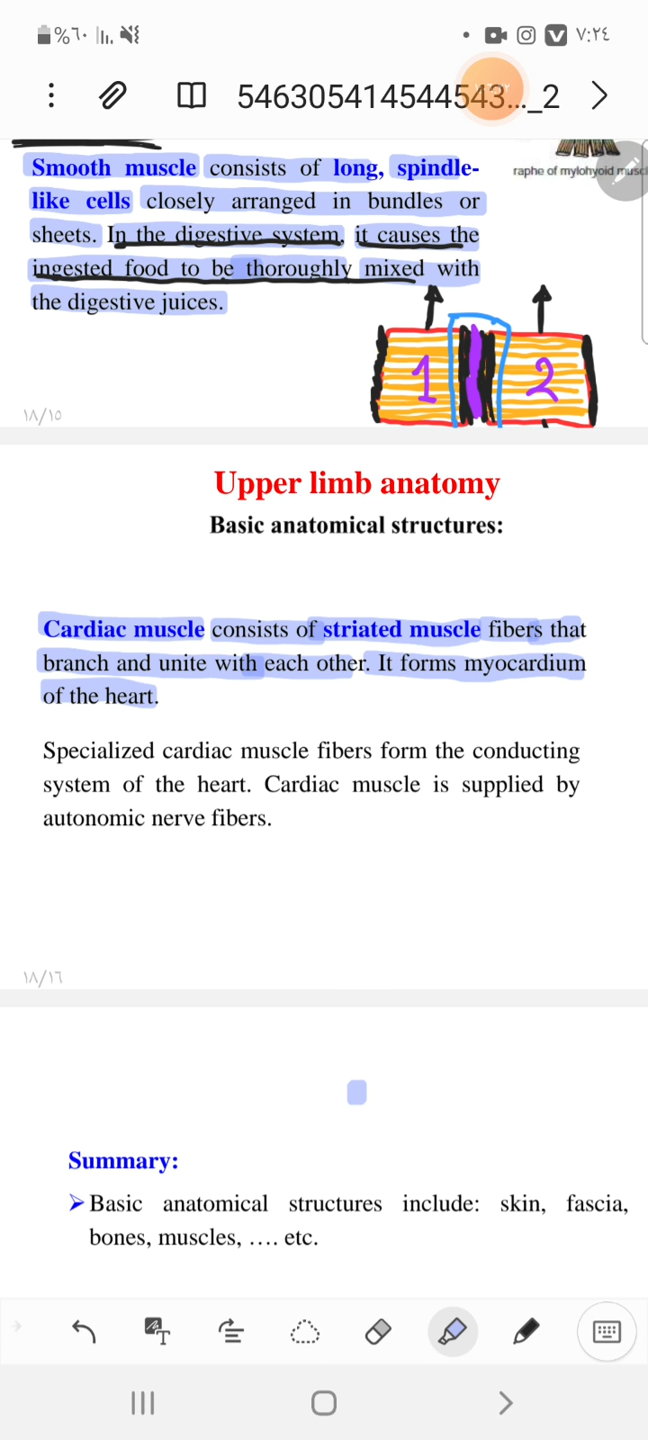 %٦٠
٧:٢٤
546305414544543..._2
Smooth muscle consists of long, spindle-
raphe of mylohyoid muscl
like cells closely arranged in bundles or
sheets. In the digestive system, it causes the
ingested food to be thoroughly mixed with
the digestive juices.
1 2
١٨/١٥
Upper limb anatomy
Basic anatomical structures:
Cardiac muscle consists of striated muscle fibers that
branch and unite with each other. It forms myocardium
of the heart.
Specialized cardiac muscle fibers form the conducting
system of the heart. Cardiac muscle is supplied by
autonomic nerve fibers.
١٨/١٦
Summary:
➢ Basic anatomical structures include: skin, fascia,
bones, muscles, …. etc.